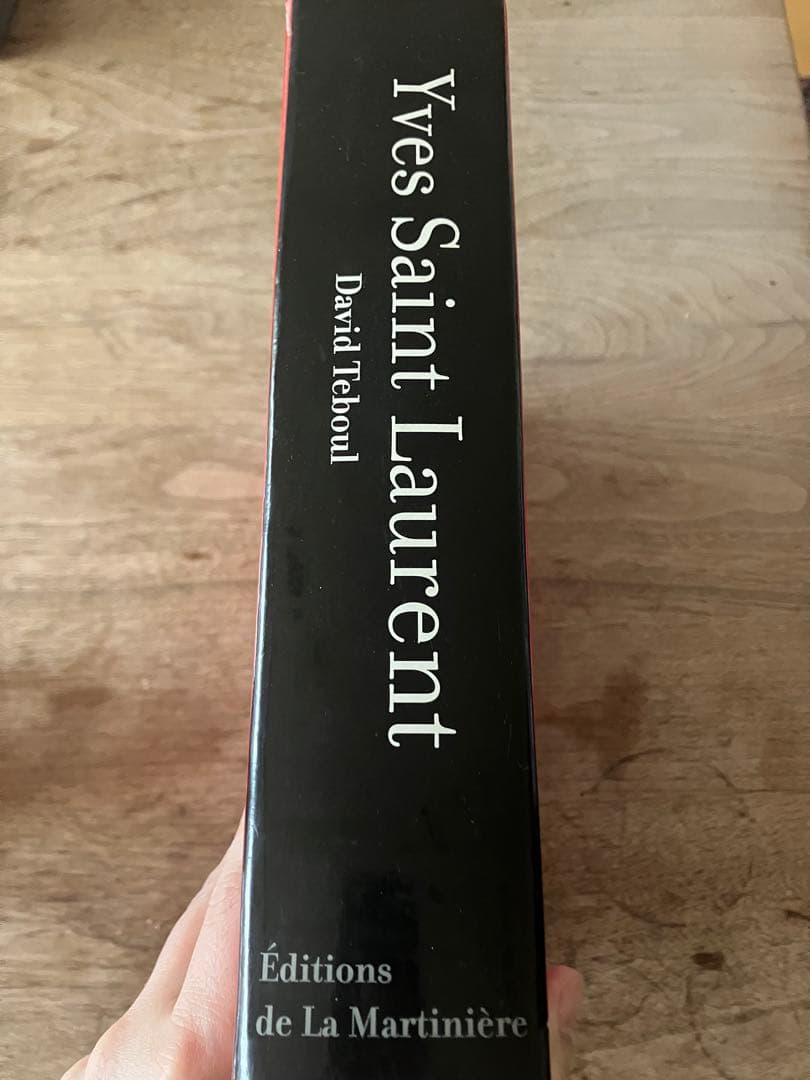 Yves Saint Laurent
David Teboul
Éditions
de La Martinière